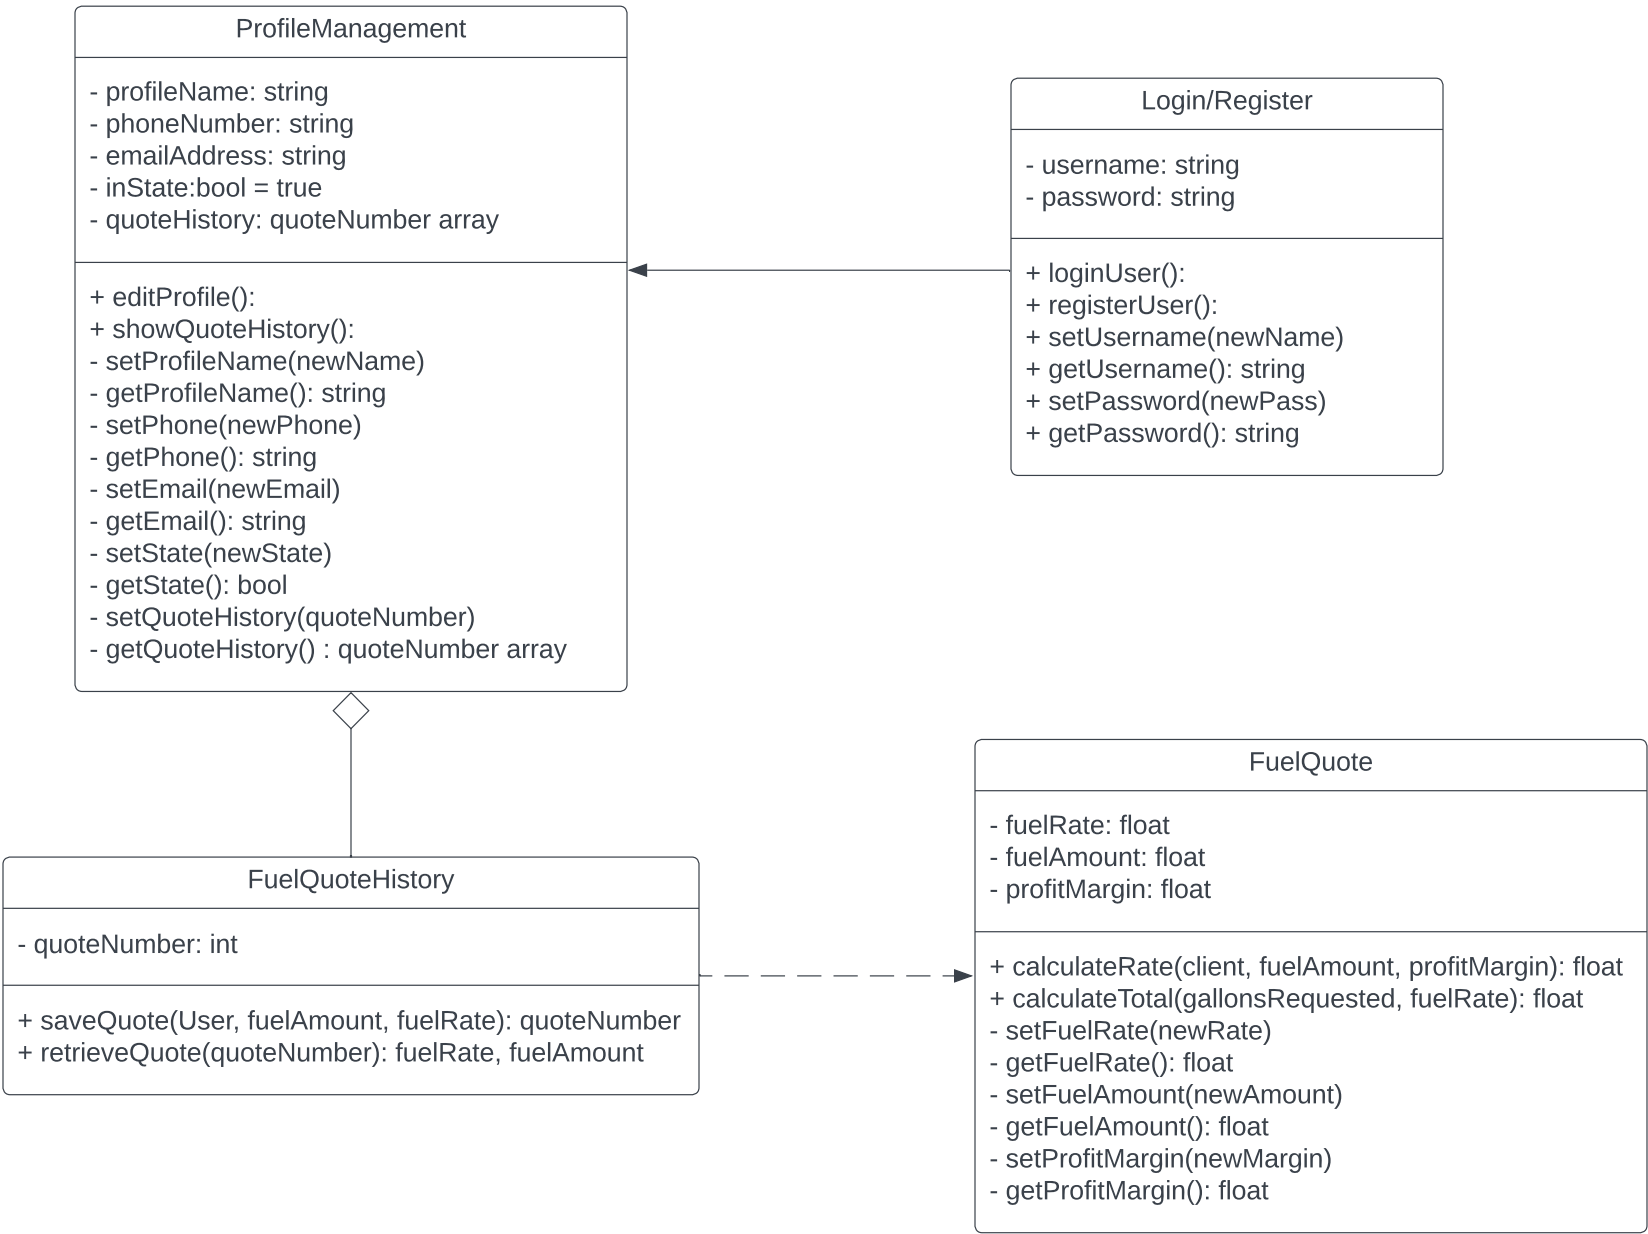 ProfileManagement
- profileName: string
- phoneNumber: string
- emailAddress: string
- inState:bool = true
- quoteHistory: quoteNumber array
+ editProfile():
+ showQuoteHistory():
- setProfileName(newName)
- getProfileName(): string
- setPhone(newPhone)
- getPhone(): string
- setEmail(newEmail)
- getEmail(): string
- setState(newState)
- getState(): bool
- setQuoteHistory(quoteNumber)
- getQuoteHistory() : quoteNumber array
Login/Register
- username: string
- password: string
+ loginUser():
+ registerUser():
+ setUsername(newName)
+ getUsername(): string
+ setPassword(newPass)
+ getPassword(): string
FuelQuoteHistory
- quoteNumber: int
+ saveQuote(User, fuelAmount, fuelRate): quoteNumber
+ retrieveQuote(quoteNumber): fuelRate, fuelAmount
FuelQuote
- fuelRate: float
- fuelAmount: float
- profitMargin: float
+ calculateRate(client, fuelAmount, profitMargin): float
+ calculateTotal(gallonsRequested, fuelRate): float
- setFuelRate(newRate)
- getFuelRate(): float
- setFuelAmount(newAmount)
- getFuelAmount(): float
- setProfitMargin(newMargin)
- getProfitMargin(): float